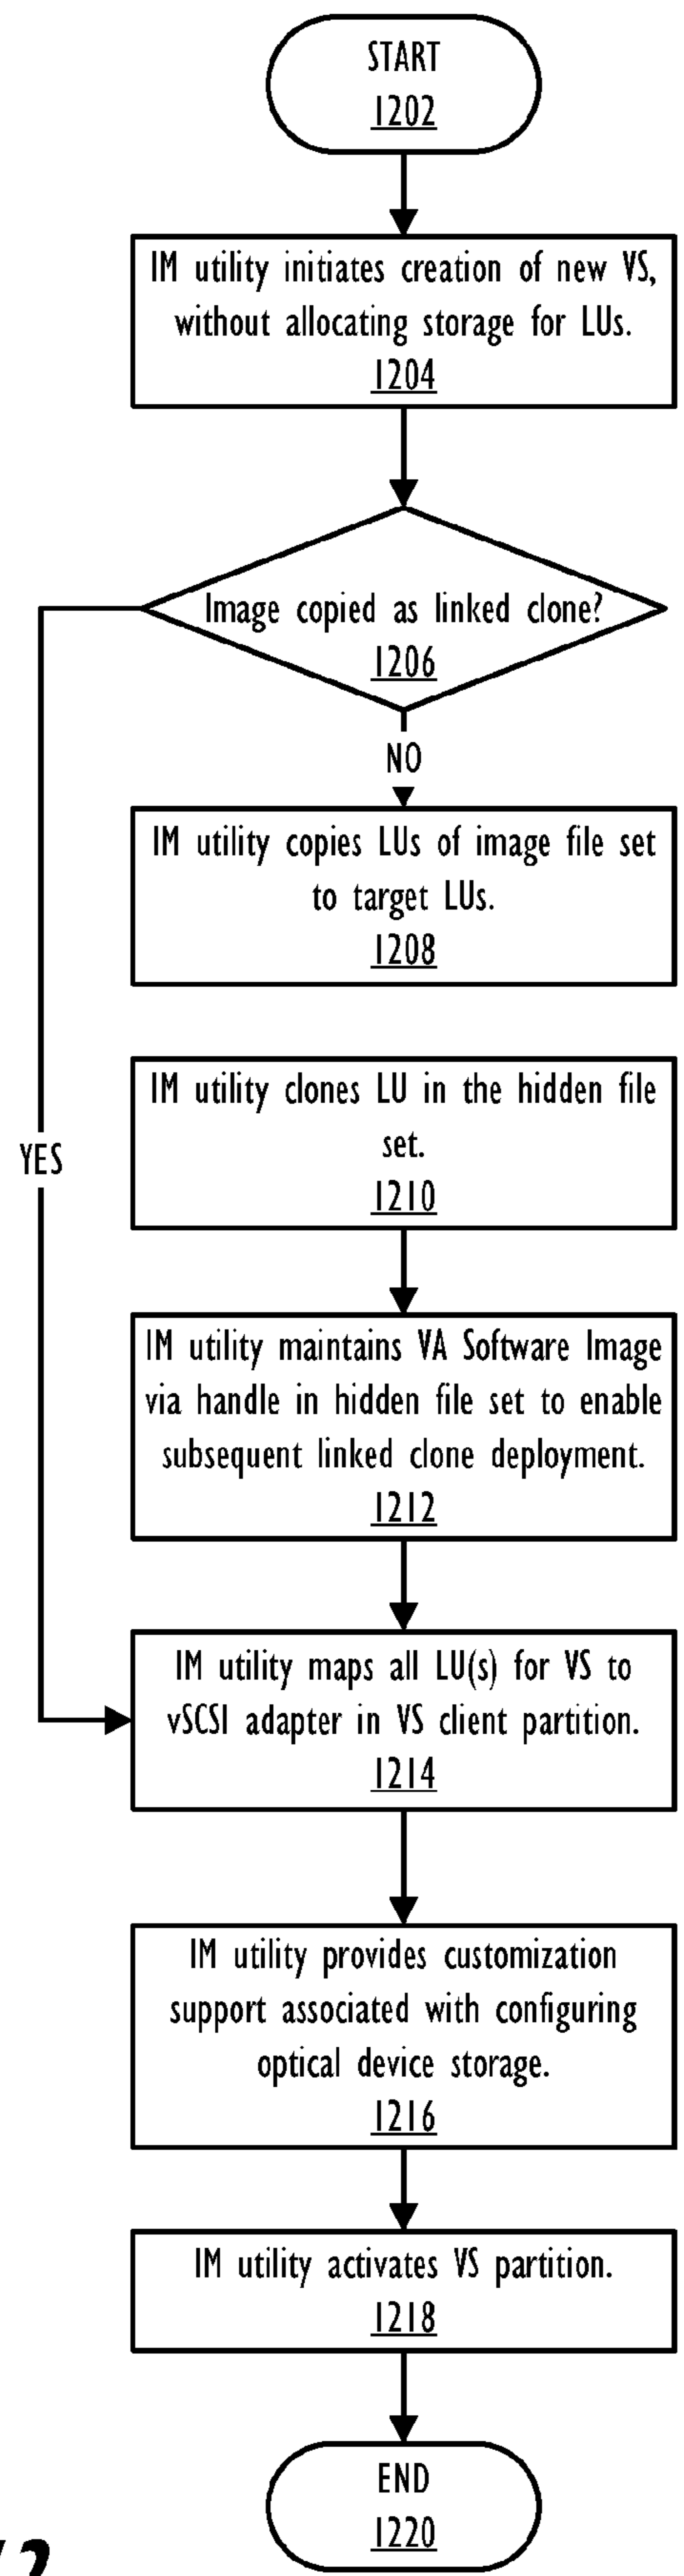 START
1202
IM utility initiates creation of new VS,
without allocating storage for LUs.
1204
Image copied as linked clone?
1206
NO
IM utility copies LUs of image file set
to target LUs.
1208
IM utility clones LU in the hidden file
set.
1210
YES
IM utility maintains VA Software Image
via handle in hidden file set to enable
subsequent linked clone deployment.
1212
IM utility maps all LU(s) for VS to
vSCSI adapter in VS client partition.
1214
IM utility provides customization
support associated with configuring
optical device storage.
1216
IM utility activates VS partition.
1218
END
1220